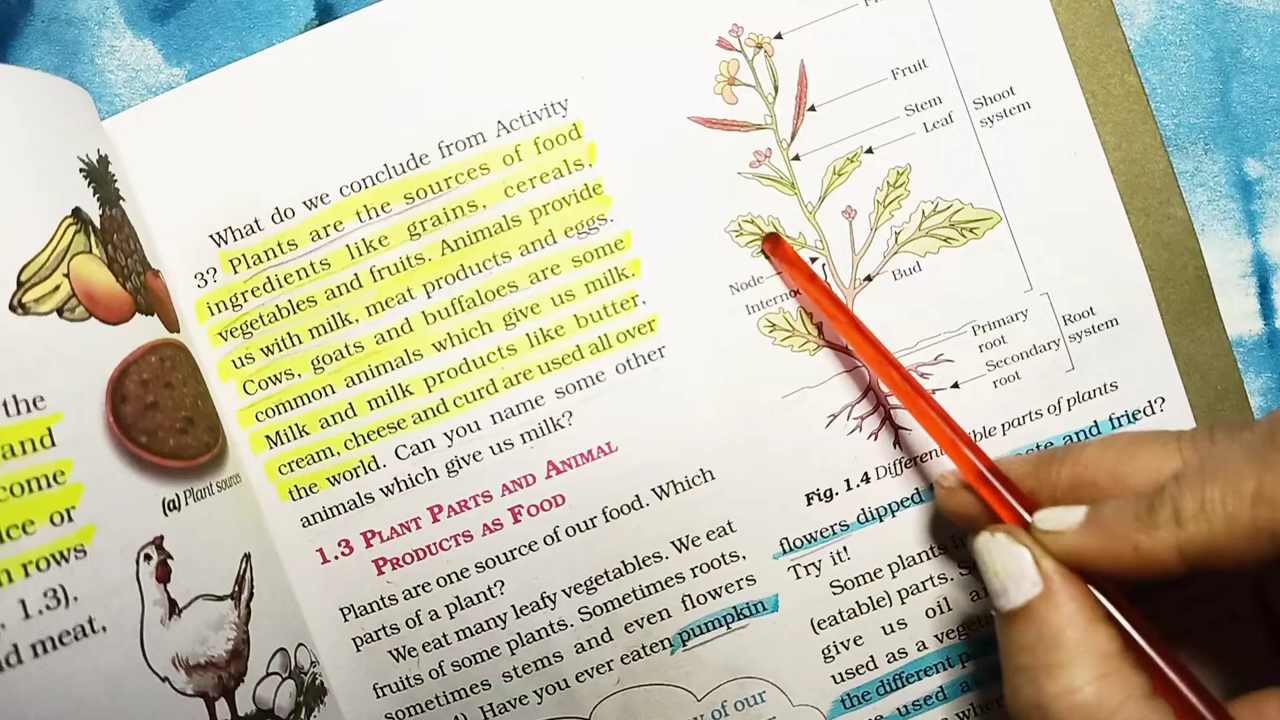 the
and
come
or
rows
1.3).
meat,
(a) Plant sources
What do we conclude from Activity
3? Plants are the sources of food
ingredients like grains, cereals,
vegetables and fruits. Animals provide
us with milk, meat products and eggs.
Cows, goats and buffaloes are some
common animals which give us milk.
Milk and milk products like butter,
cream, cheese and curd are used all over
the world. Can you name some other
animals which give us milk?
1.3 PLANT PARTS AND ANIMAL
PRODUCTS AS FOOD
Plants are one source of our food. Which
parts of a plant?
We eat many leafy vegetables. We eat
fruits of some plants. Sometimes roots,
sometimes stems and even flowers
Have you ever eaten pumpkin
of our
Fruit
Stem
Leaf
Shoot
system
Node
Bud
Primary
root
Secondary
root
Root
system
Fig. 1.4 parts of plants
and fried?
flowers dipped
Try it!
Some plants
(eatable) parts.
give us oil
used as a
the different
used a